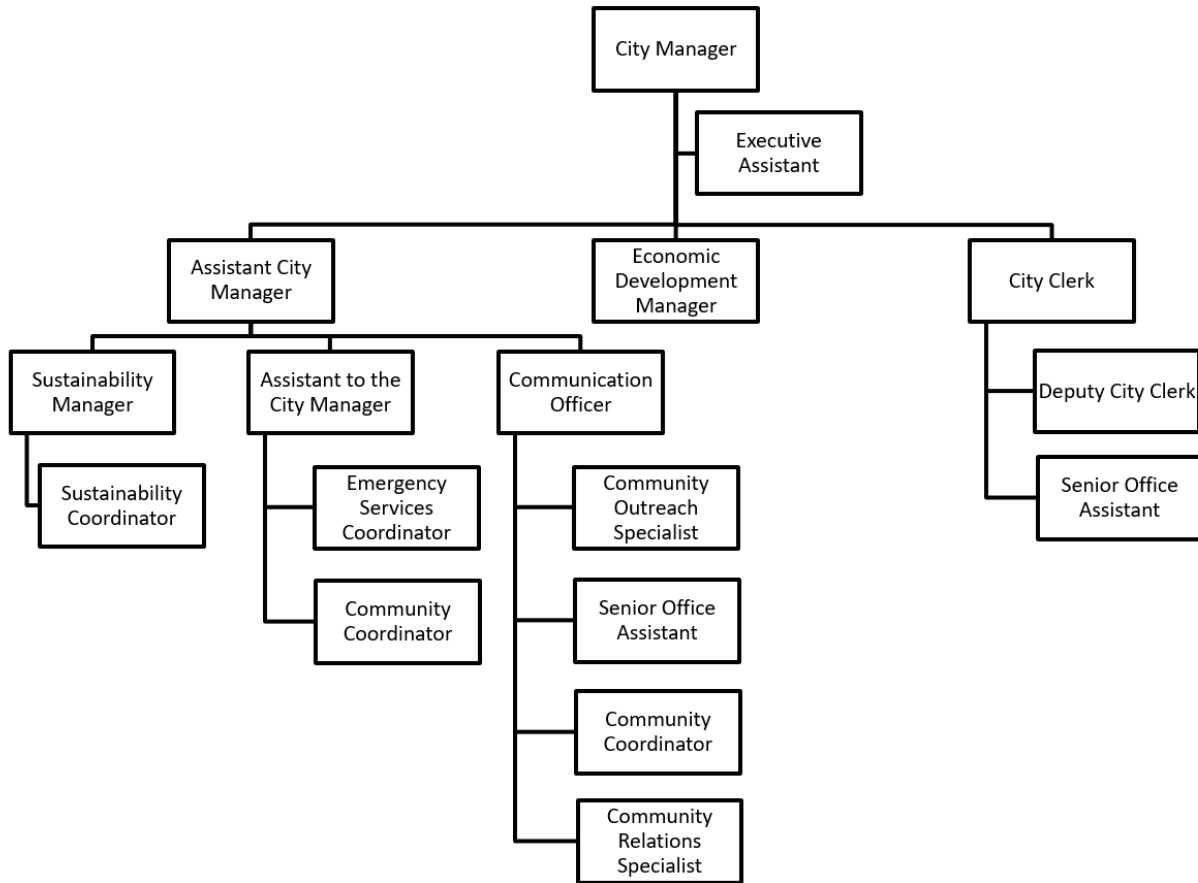 City Manager
Executive
Assistant
Assistant City
Manager
Economic
Development
Manager
City Clerk
Sustainability
Manager
Assistant to the
City Manager
Communication
Officer
Deputy City Clerk
Sustainability
Coordinator
Emergency
Services
Coordinator
Community
Outreach
Specialist
Senior Office
Assistant
Community
Coordinator
Senior Office
Assistant
Community
Coordinator
Community
Relations
Specialist